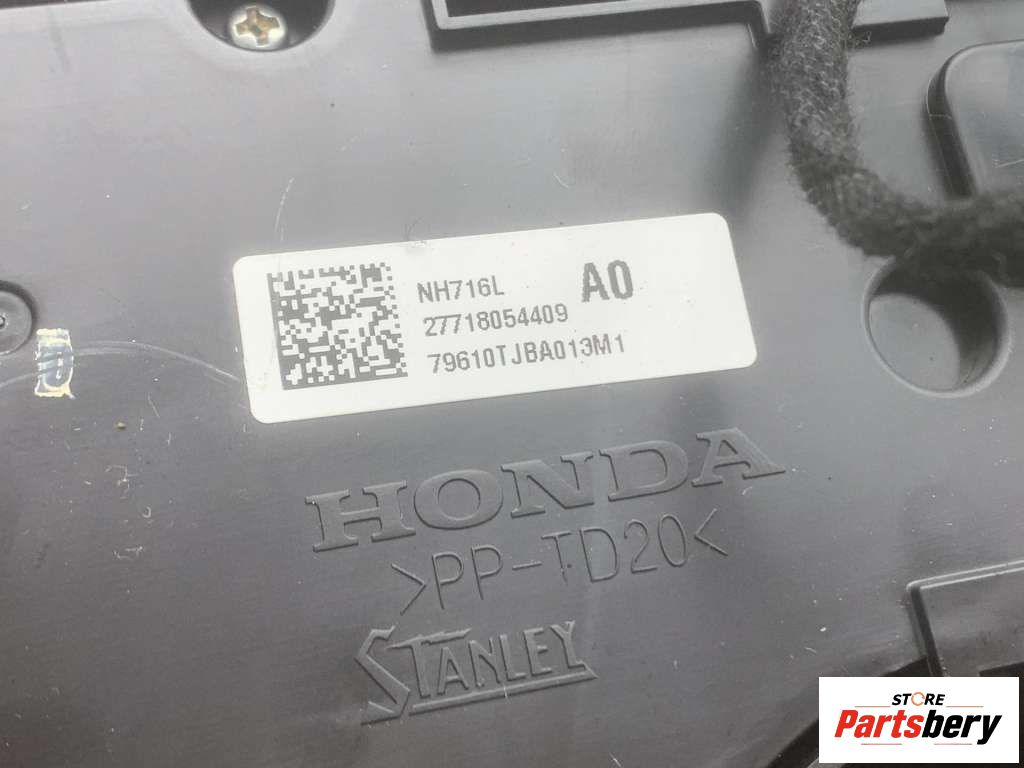 NH716L A0
27718054409
79610TJBA013M1
HONDA
>PP-TD20<
STANLEY
STORE
Partsbery